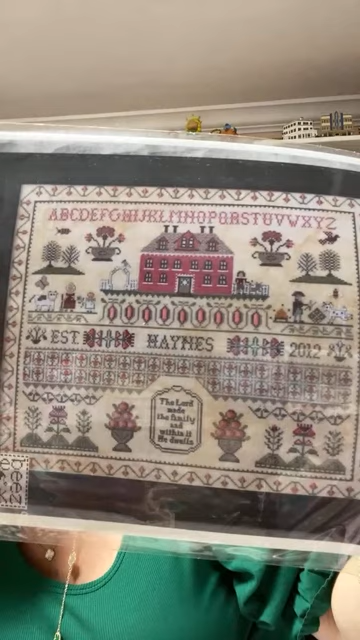 ABCDEFGHIJKLMNOPQRSTUVWXYZ
EST. HAYNES 2012
The Lord
made
the family
and
within it
He dwells